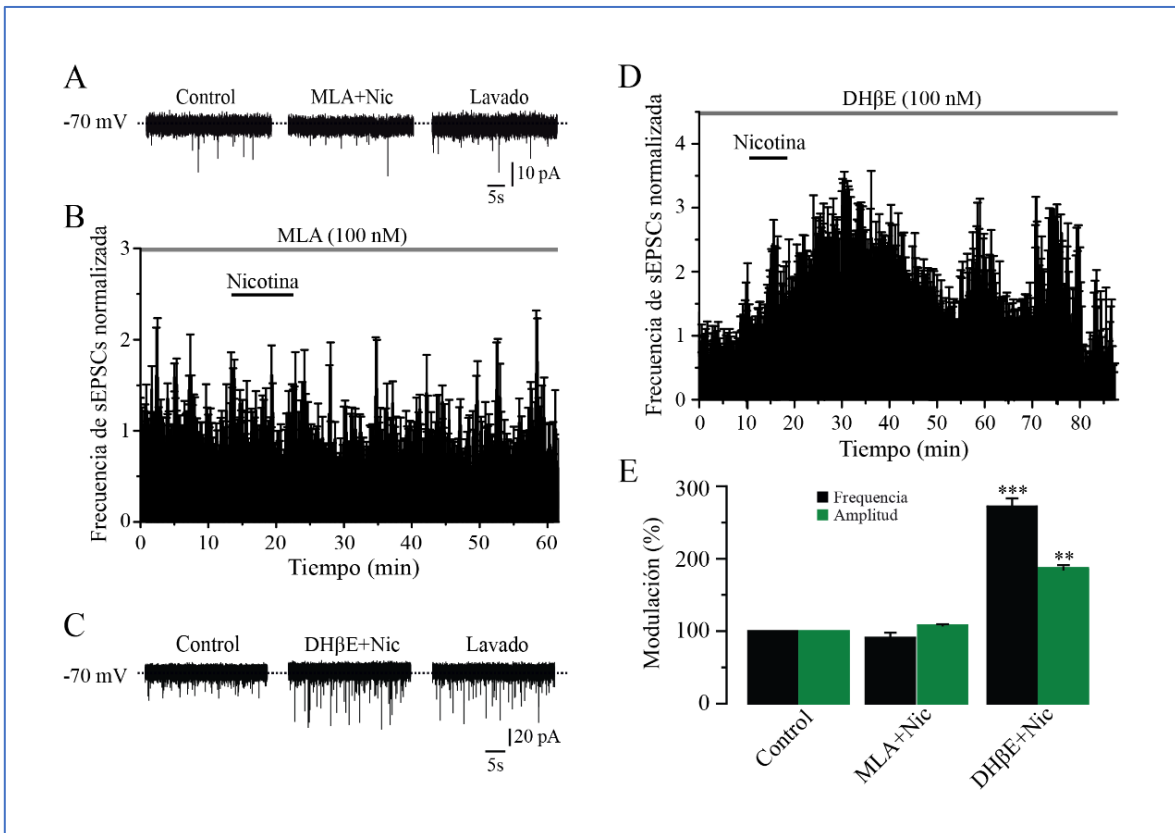 A
Control
MLA+Nic
Lavado
-70 mV
10 pA
5s
B
MLA (100 nM)
Nicotina
Frecuencia de sEPSCs normalizada
3
2
1
0
0 10 20 30 40 50 60
Tiempo (min)
C
Control
DHβE+Nic
Lavado
-70 mV
20 pA
5s
D
DHβE (100 nM)
Nicotina
Frecuencia de sEPSCs normalizada
4
3
2
1
0
0 10 20 30 40 50 60 70 80
Tiempo (min)
E
Frequencia
Amplitud
***
**
Modulación (%)
300
200
100
0
Control
MLA+Nic
DHβE+Nic